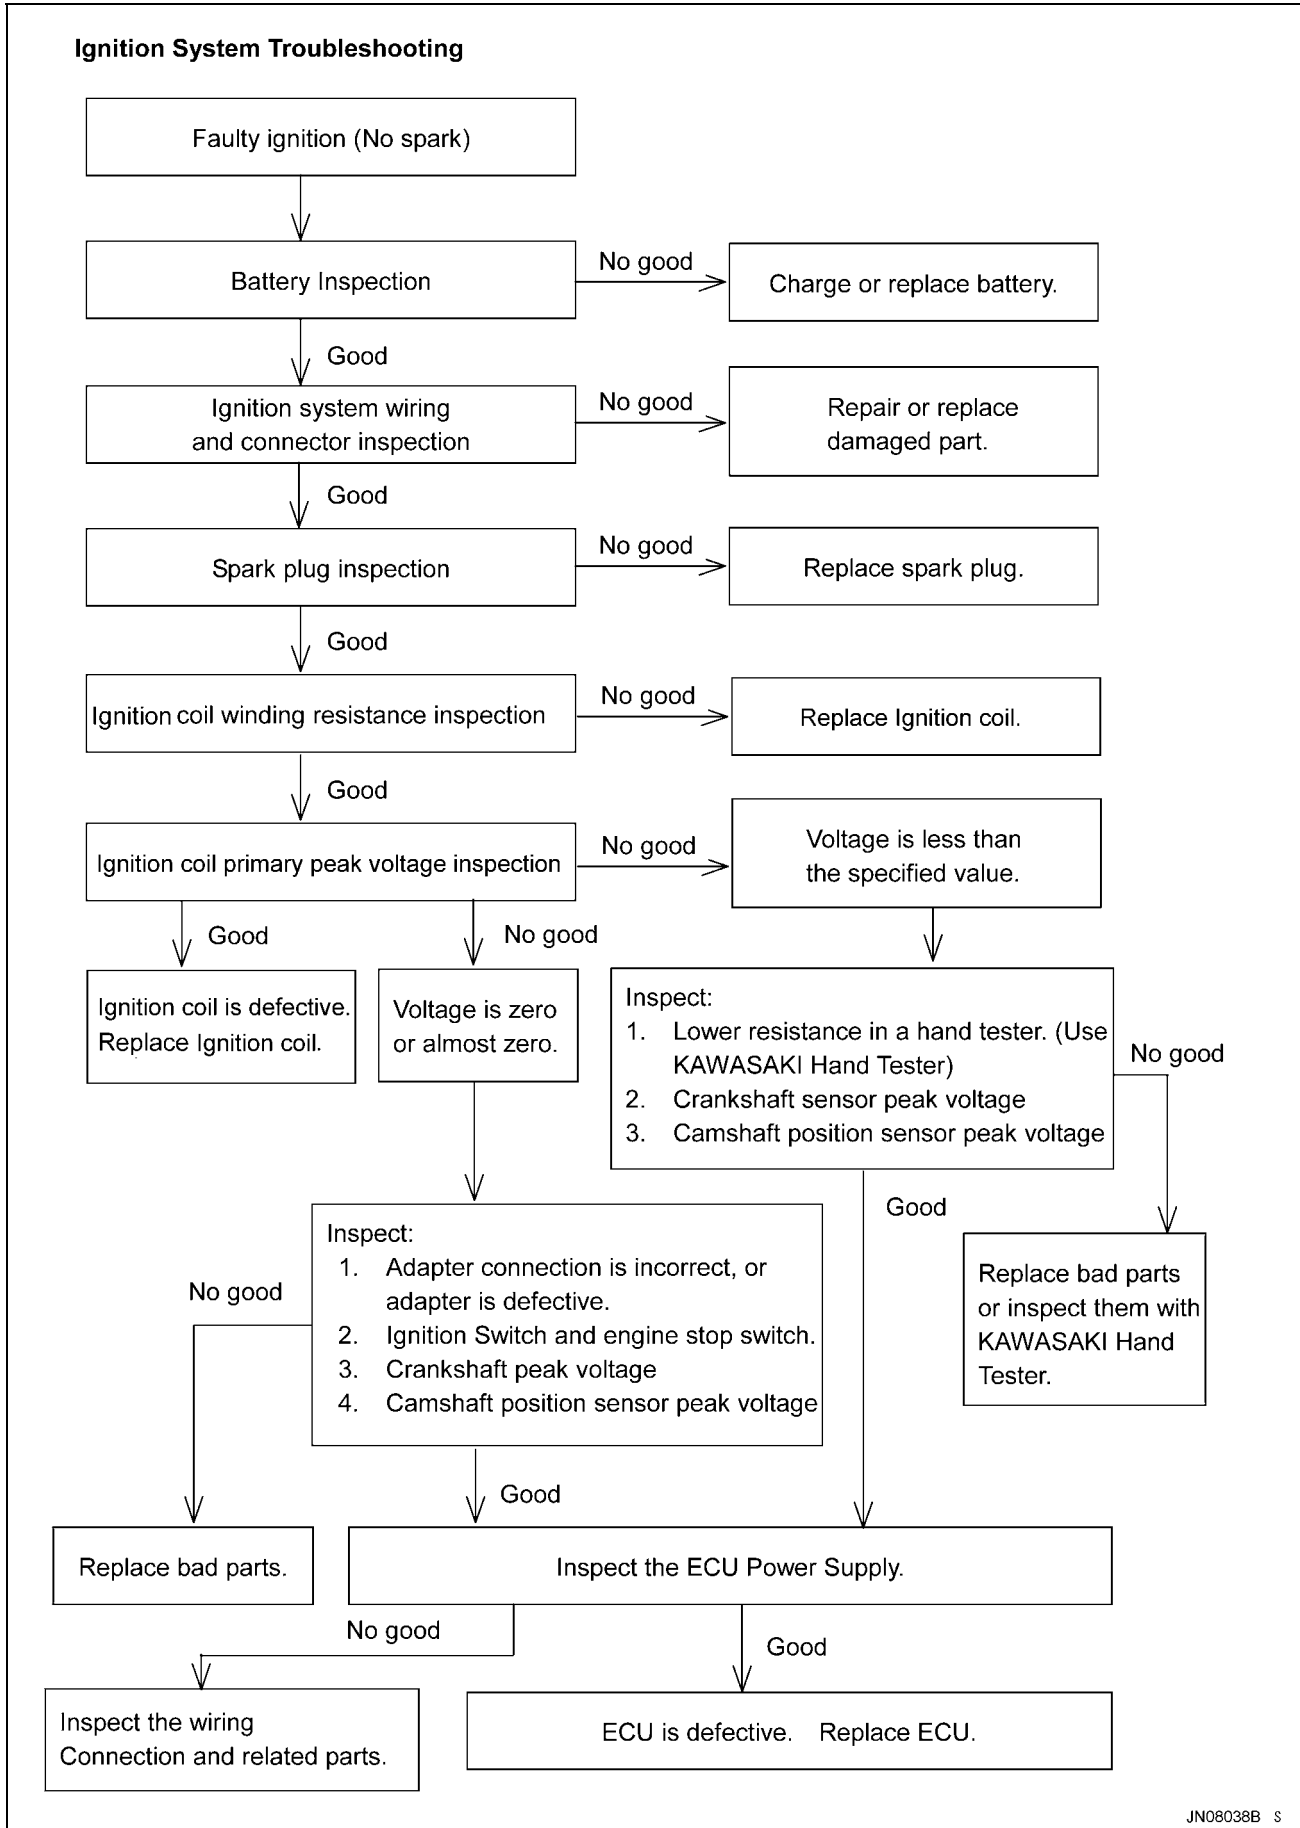 Ignition System Troubleshooting
Faulty ignition (No spark)
Battery Inspection
No good
Charge or replace battery.
Good
Ignition system wiring
and connector inspection
No good
Repair or replace
damaged part.
Good
Spark plug inspection
No good
Replace spark plug.
Good
Ignition coil winding resistance inspection
No good
Replace Ignition coil.
Good
Ignition coil primary peak voltage inspection
No good
Voltage is less than
the specified value.
Good
No good
Ignition coil is defective.
Replace Ignition coil.
Voltage is zero
or almost zero.
Inspect:
1. Lower resistance in a hand tester. (Use
KAWASAKI Hand Tester)
2. Crankshaft sensor peak voltage
3. Camshaft position sensor peak voltage
No good
Good
Replace bad parts
or inspect them with
KAWASAKI Hand
Tester.
Inspect:
1. Adapter connection is incorrect, or
adapter is defective.
2. Ignition Switch and engine stop switch.
3. Crankshaft peak voltage
4. Camshaft position sensor peak voltage
No good
Good
Replace bad parts.
Inspect the ECU Power Supply.
No good
Good
Inspect the wiring
Connection and related parts.
ECU is defective. Replace ECU.
JN08038B S